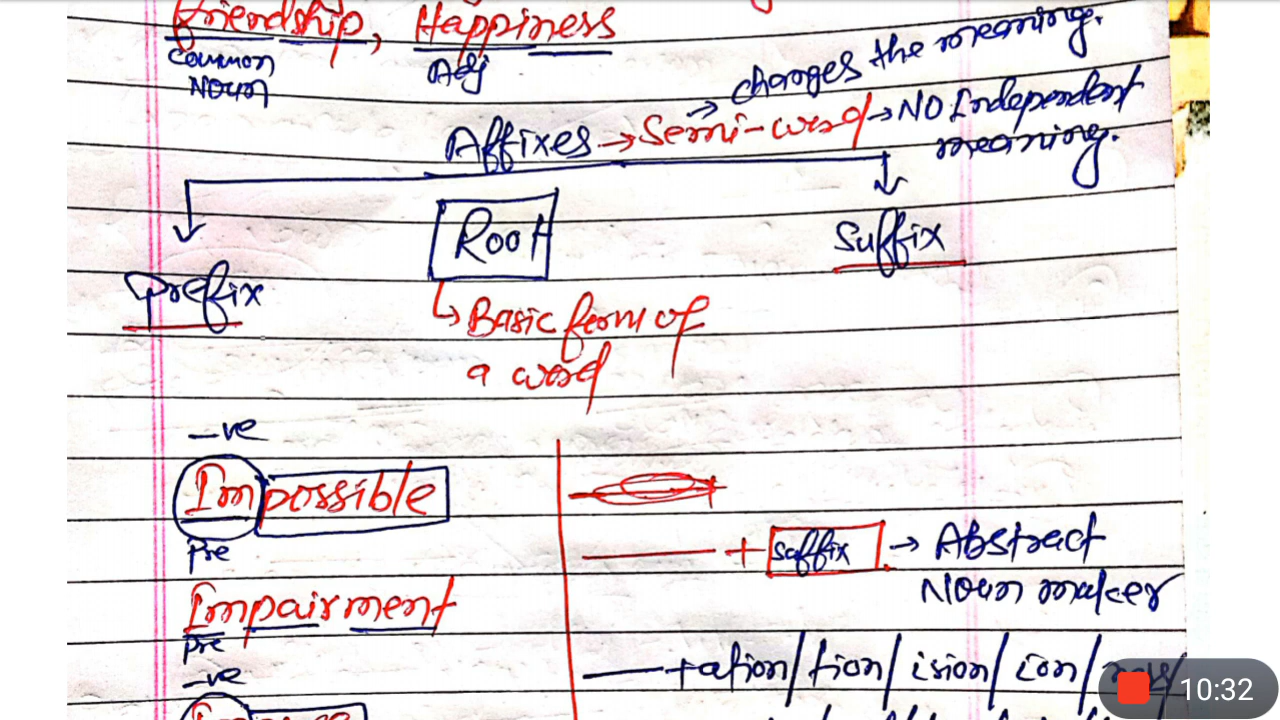 Friendship, Happiness
Common Noun
Adj
→ changes the meaning.
Affixes → Semi-word → NO Independent meaning.
Prefix
Root
Suffix
↳ Basic form of
a word
-ve
Impossible
Pre
Impairment
Pre
-ve
+ suffix → Abstract
Noun maker
+ ation/ tion/ ision/ ion/
10:32